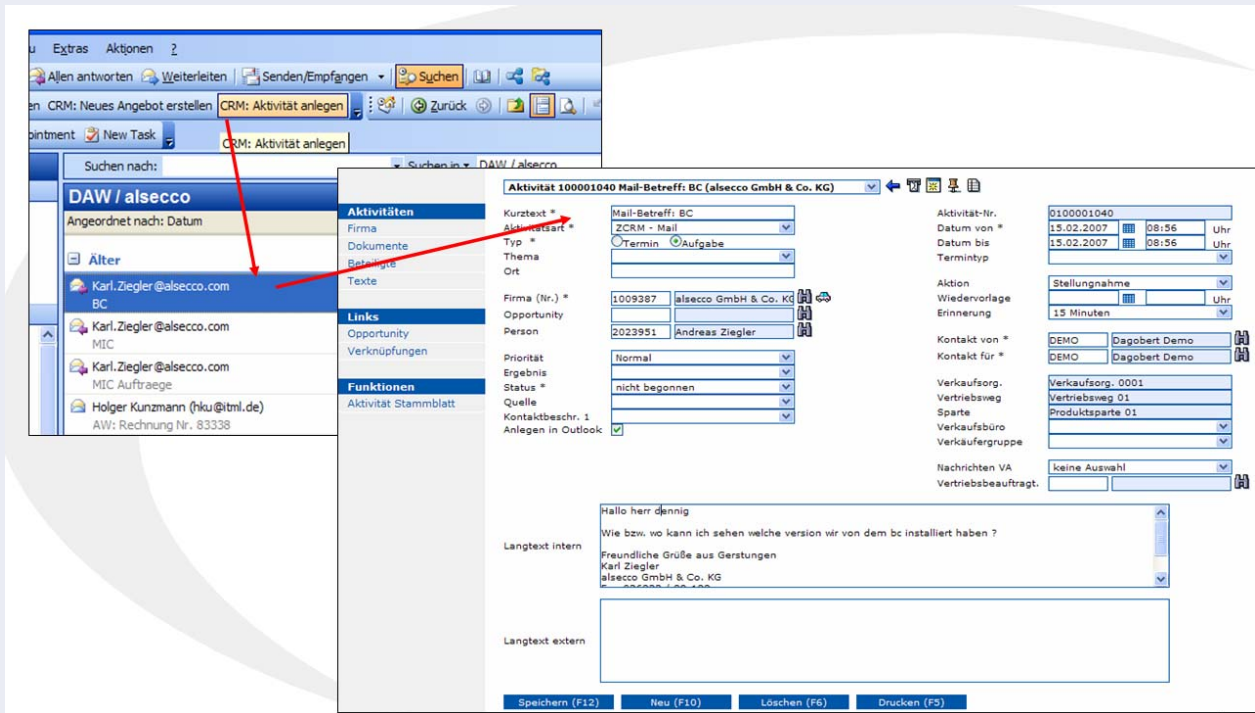 u Extras Aktionen ?
Allen antworten Weiterleiten Senden/Empfangen Suchen
en CRM: Neues Angebot erstellen CRM: Aktivität anlegen Zurück
ointment New Task CRM: Aktivität anlegen
Suchen nach: Suchen in DAW / alsecco
DAW / alsecco
Angeordnet nach: Datum
Älter
Karl.Ziegler@alsecco.com
BC
Karl.Ziegler@alsecco.com
MIC
Karl.Ziegler@alsecco.com
MIC Auftraege
Holger Kunzmann (hku@itml.de)
AW: Rechnung Nr. 83338
Aktivität 100001040 Mail-Betreff: BC (alsecco GmbH & Co. KG)
Aktivitäten
Firma
Dokumente
Beteiligte
Texte
Links
Opportunity
Verknüpfungen
Funktionen
Aktivität Stammblatt
Kurztext * Mail-Betreff: BC
Aktivitätsart * ZCRM - Mail
Typ * Termin Aufgabe
Thema
Ort
Firma (Nr.) * 1009387 alsecco GmbH & Co. KG
Opportunity
Person 2023951 Andreas Ziegler
Priorität Normal
Ergebnis
Status * nicht begonnen
Quelle
Kontaktbeschr. 1
Anlegen in Outlook
Aktivität-Nr. 0100001040
Datum von * 15.02.2007 08:56 Uhr
Datum bis 15.02.2007 08:56 Uhr
Termintyp
Aktion Stellungnahme
Wiedervorlage Uhr
Erinnerung 15 Minuten
Kontakt von * DEMO Dagobert Demo
Kontakt für * DEMO Dagobert Demo
Verkaufsorg. Verkaufsorg. 0001
Vertriebsweg Vertriebsweg 01
Sparte Produktsparte 01
Verkaufsbüro
Verkäufergruppe
Nachrichten VA keine Auswahl
Vertriebsbeauftragt.
Langtext intern
Hallo herr dennig
Wie bzw. wo kann ich sehen welche version wir von dem bc installiert haben ?
Freundliche Grüße aus Gerstungen
Karl Ziegler
alsecco GmbH & Co. KG
Langtext extern
Speichern (F12) Neu (F10) Löschen (F6) Drucken (F5)